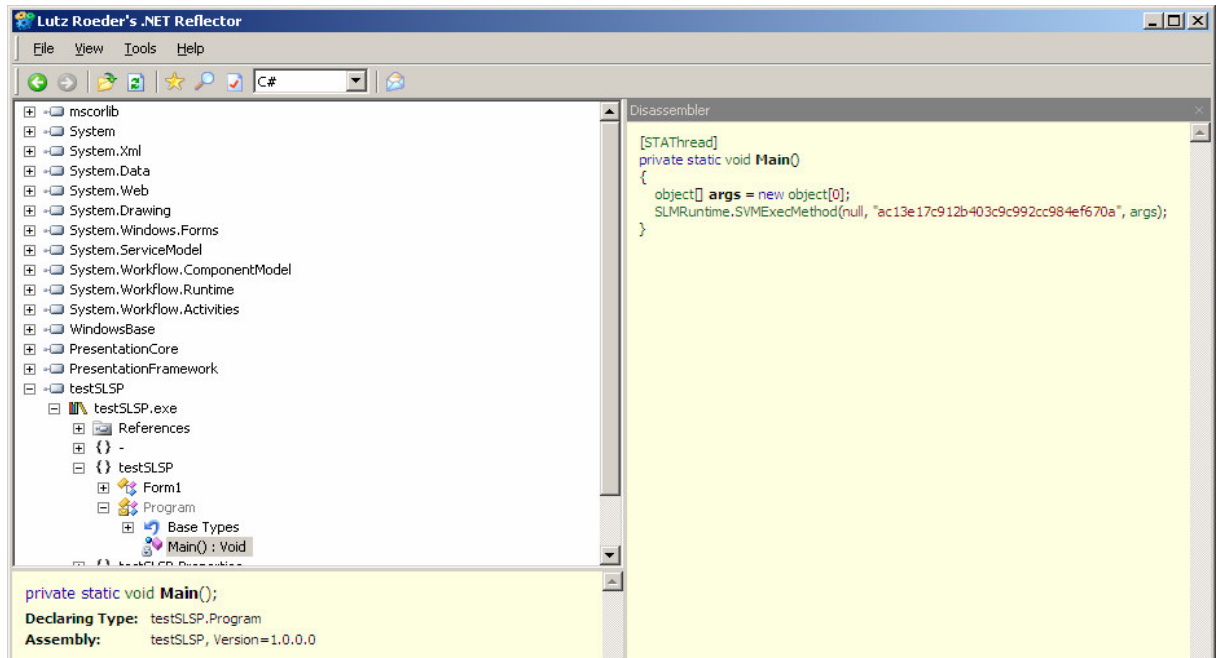 Lutz Roeder's .NET Reflector
File View Tools Help
C#
mscorlib
System
System.Xml
System.Data
System.Web
System.Drawing
System.Windows.Forms
System.ServiceModel
System.Workflow.ComponentModel
System.Workflow.Runtime
System.Workflow.Activities
WindowsBase
PresentationCore
PresentationFramework
testSLSP
testSLSP.exe
References
{} -
{} testSLSP
Form1
Program
Base Types
Main() : Void
{} testSLSP.Properties
private static void Main();
Declaring Type: testSLSP.Program
Assembly: testSLSP, Version=1.0.0.0
Disassembler
[STAThread]
private static void Main()
{
object[] args = new object[0];
SLMRuntime.SVMExecMethod(null, "ac13e17c912b403c9c992cc984ef670a", args);
}